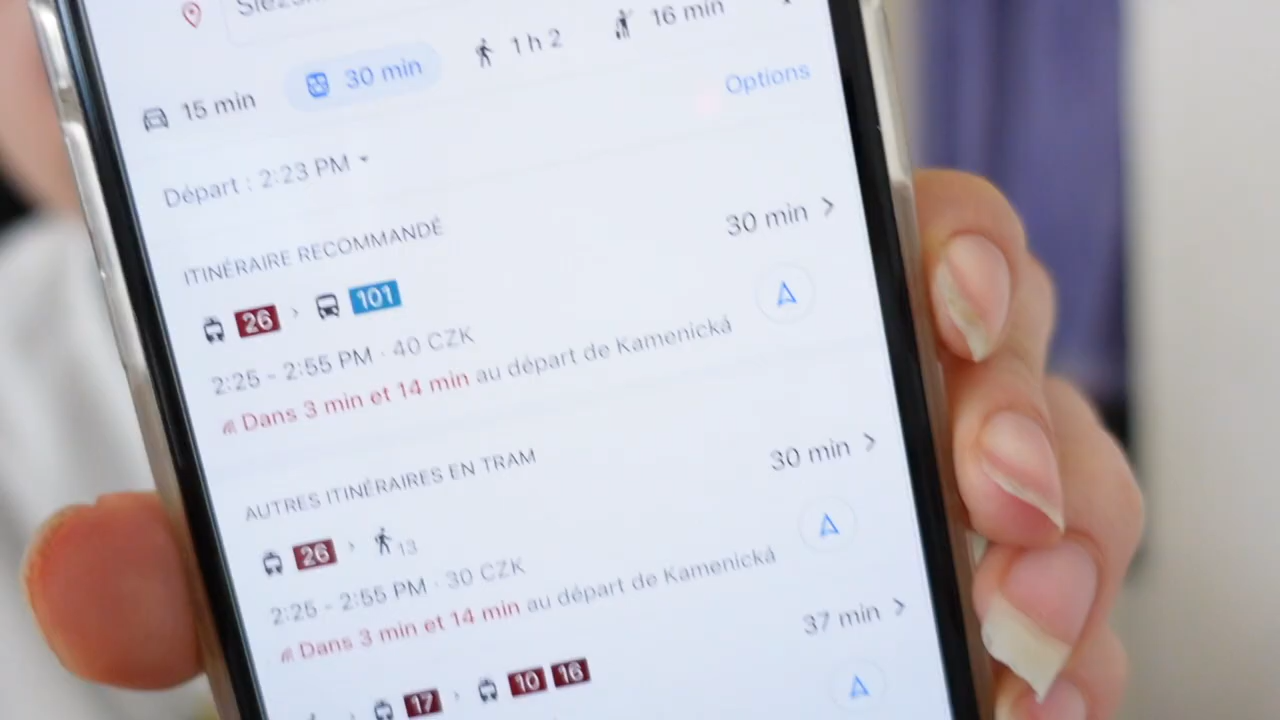 15 min 30 min 1 h 2 16 min
Options
Départ : 2:23 PM
ITINÉRAIRE RECOMMANDÉ
30 min
26 101
2:25 - 2:55 PM · 40 CZK
Dans 3 min et 14 min au départ de Kamenická
AUTRES ITINÉRAIRES EN TRAM
30 min
26 13
2:25 - 2:55 PM · 30 CZK
Dans 3 min et 14 min au départ de Kamenická
37 min
17 10 16